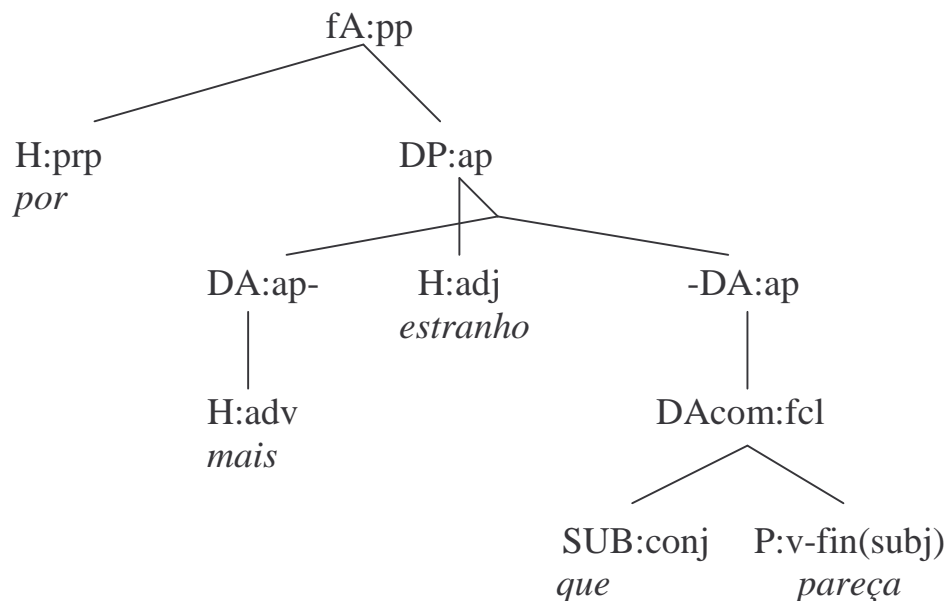 fA:pp
H:prp DP:ap
por
DA:ap- H:adj -DA:ap
estranho
H:adv DAcom:fcl
mais
SUB:conj P:v-fin(subj)
que pareça